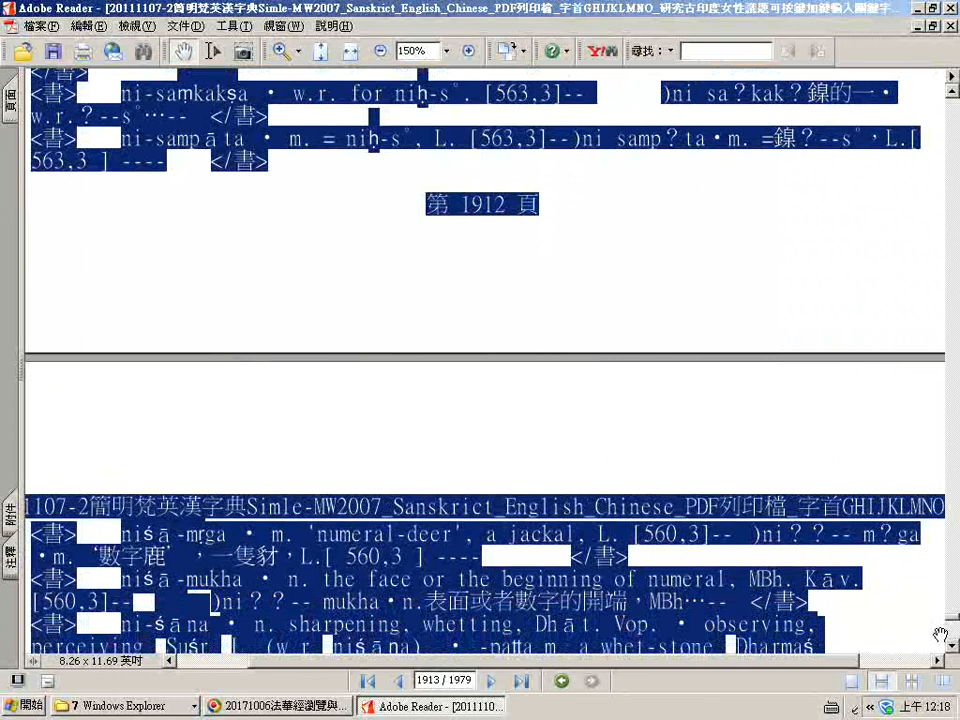 Adobe Reader - [20111107-2簡明梵英漢字典Simle-MW2007_Sanskrict_English_Chinese_PDF列印檔_字首GHIJKLMNO_研究古印度女性話題可按鍵加鍵輸入關鍵字...
檔案(F) 編輯(E) 檢視(V) 文件(D) 工具(T) 視窗(W) 說明(H)
150% 尋找：
頁面
</書>
<書> ni-saṃkakṣa • w.r. for niḥ-s°. [563,3]-- )ni sa？kak？鎳的一•
w.r.？--s°…-- </書>
<書> ni-sampāta • m. = niḥ-s°, L. [563,3]--)ni samp？ta•m. =鎳？--s°，L.[
563,3 ] ---- </書>
第 1912 頁
1107-2簡明梵英漢字典Simle-MW2007_Sanskrict_English_Chinese_PDF列印檔_字首GHIJKLMNO
<書> niśā-mṛga • m. 'numeral-deer', a jackal, L. [560,3]-- )ni？？-- m？ga
•m.‘數字鹿’，一隻豺，L.[ 560,3 ] ---- </書>
<書> niśā-mukha • n. the face or the beginning of numeral, MBh. Kāv.
[560,3]-- )ni？？-- mukha•n.表面或者數字的開端，MBh…-- </書>
<書> ni-śāna • n. sharpening, whetting, Dhāt. Vop. • observing,
perceiving
附件
注釋
8.26 x 11.69 英吋
1913 / 1979
開始 7 Windows Explorer 20171006法華經瀏覽與... Adobe Reader - [201110... 上午 12:18